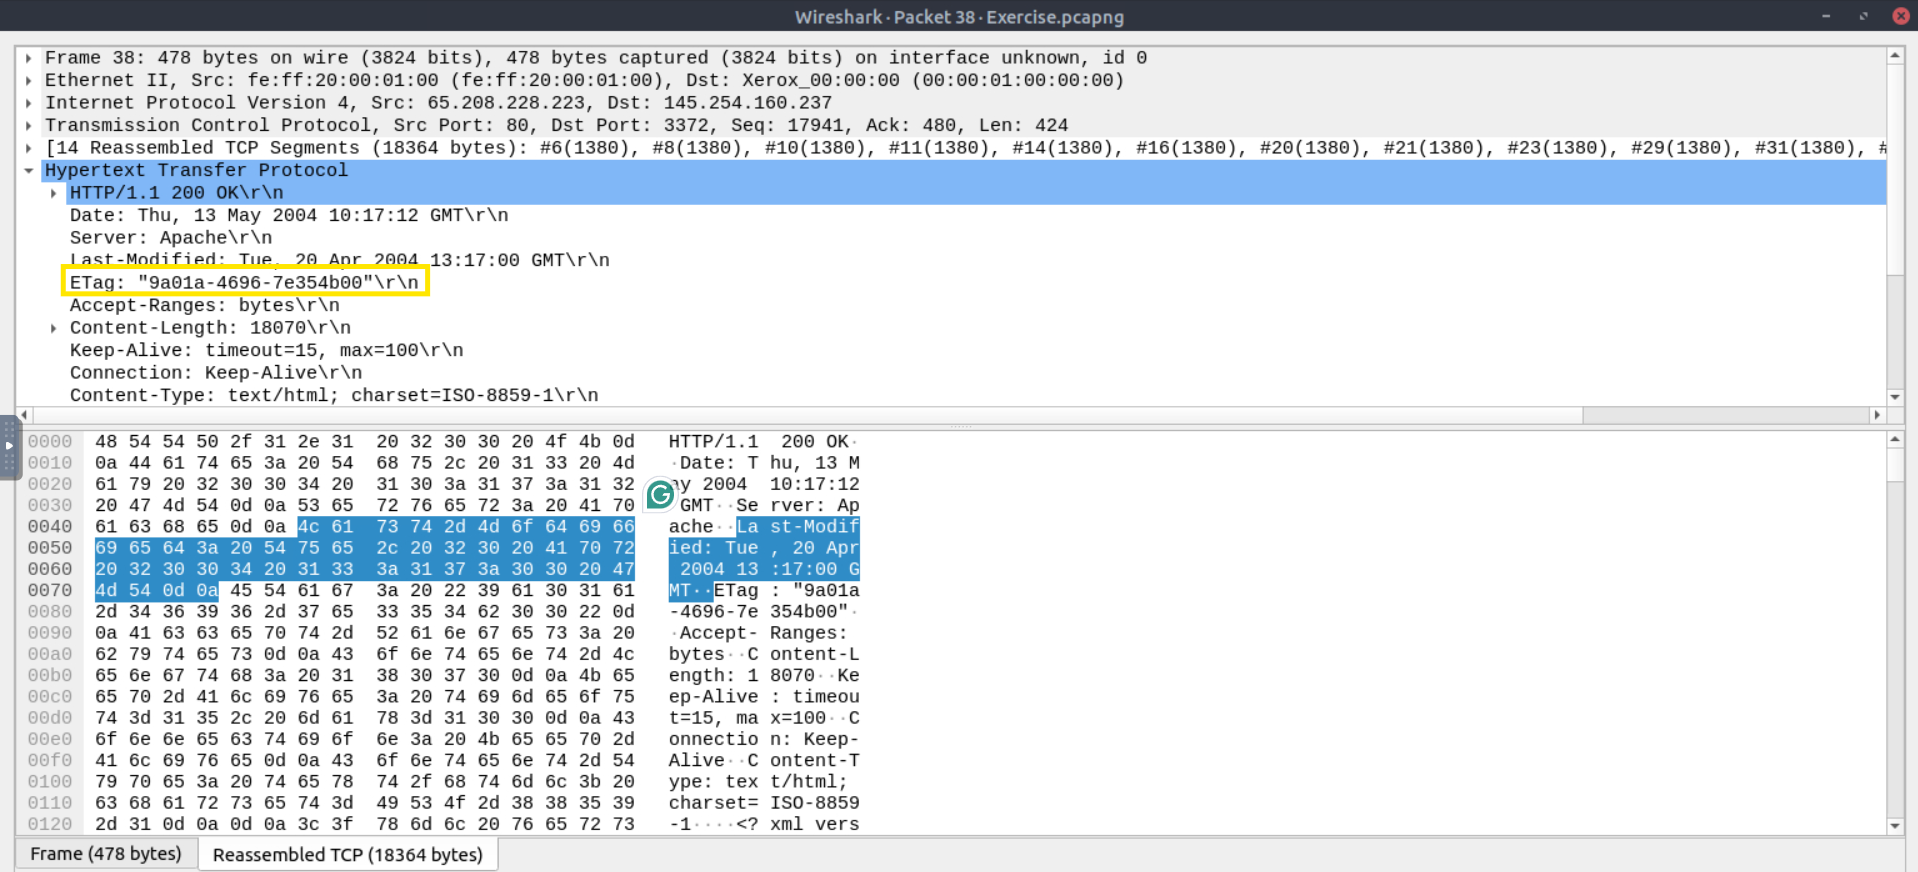 Wireshark · Packet 38 · Exercise.pcapng
Frame 38: 478 bytes on wire (3824 bits), 478 bytes captured (3824 bits) on interface unknown, id 0
Ethernet II, Src: fe:ff:20:00:01:00 (fe:ff:20:00:01:00), Dst: Xerox_00:00:00 (00:00:01:00:00:00)
Internet Protocol Version 4, Src: 65.208.228.223, Dst: 145.254.160.237
Transmission Control Protocol, Src Port: 80, Dst Port: 3372, Seq: 17941, Ack: 480, Len: 424
[14 Reassembled TCP Segments (18364 bytes): #6(1380), #8(1380), #10(1380), #11(1380), #14(1380), #16(1380), #20(1380), #21(1380), #23(1380), #29(1380), #31(1380), #
Hypertext Transfer Protocol
HTTP/1.1 200 OK\r\n
Date: Thu, 13 May 2004 10:17:12 GMT\r\n
Server: Apache\r\n
Last-Modified: Tue, 20 Apr 2004 13:17:00 GMT\r\n
ETag: "9a01a-4696-7e354b00"\r\n
Accept-Ranges: bytes\r\n
Content-Length: 18070\r\n
Keep-Alive: timeout=15, max=100\r\n
Connection: Keep-Alive\r\n
Content-Type: text/html; charset=ISO-8859-1\r\n
0000 48 54 54 50 2f 31 2e 31 20 32 30 30 20 4f 4b 0d HTTP/1.1 200 OK·
0010 0a 44 61 74 65 3a 20 54 68 75 2c 20 31 33 20 4d ·Date: T hu, 13 M
0020 61 79 20 32 30 30 34 20 31 30 3a 31 37 3a 31 32 ay 2004 10:17:12
0030 20 47 4d 54 0d 0a 53 65 72 76 65 72 3a 20 41 70 GMT··Se rver: Ap
0040 61 63 68 65 0d 0a 4c 61 73 74 2d 4d 6f 64 69 66 ache··La st-Modif
0050 69 65 64 3a 20 54 75 65 2c 20 32 30 20 41 70 72 ied: Tue , 20 Apr
0060 20 32 30 30 34 20 31 33 3a 31 37 3a 30 30 20 47 2004 13 :17:00 G
0070 4d 54 0d 0a 45 54 61 67 3a 20 22 39 61 30 31 61 MT··ETag : "9a01a
0080 2d 34 36 39 36 2d 37 65 33 35 34 62 30 30 22 0d -4696-7e 354b00"·
0090 0a 41 63 63 65 70 74 2d 52 61 6e 67 65 73 3a 20 ·Accept- Ranges:
00a0 62 79 74 65 73 0d 0a 43 6f 6e 74 65 6e 74 2d 4c bytes··C ontent-L
00b0 65 6e 67 74 68 3a 20 31 38 30 37 30 0d 0a 4b 65 ength: 1 8070··Ke
00c0 65 70 2d 41 6c 69 76 65 3a 20 74 69 6d 65 6f 75 ep-Alive : timeou
00d0 74 3d 31 35 2c 20 6d 61 78 3d 31 30 30 0d 0a 43 t=15, ma x=100··C
00e0 6f 6e 6e 65 63 74 69 6f 6e 3a 20 4b 65 65 70 2d onnectio n: Keep-
00f0 41 6c 69 76 65 0d 0a 43 6f 6e 74 65 6e 74 2d 54 Alive··C ontent-T
0100 79 70 65 3a 20 74 65 78 74 2f 68 74 6d 6c 3b 20 ype: tex t/html;
0110 63 68 61 72 73 65 74 3d 49 53 4f 2d 38 38 35 39 charset= ISO-8859
0120 2d 31 0d 0a 0d 0a 3c 3f 78 6d 6c 20 76 65 72 73 -1····<? xml vers
Frame (478 bytes) Reassembled TCP (18364 bytes)